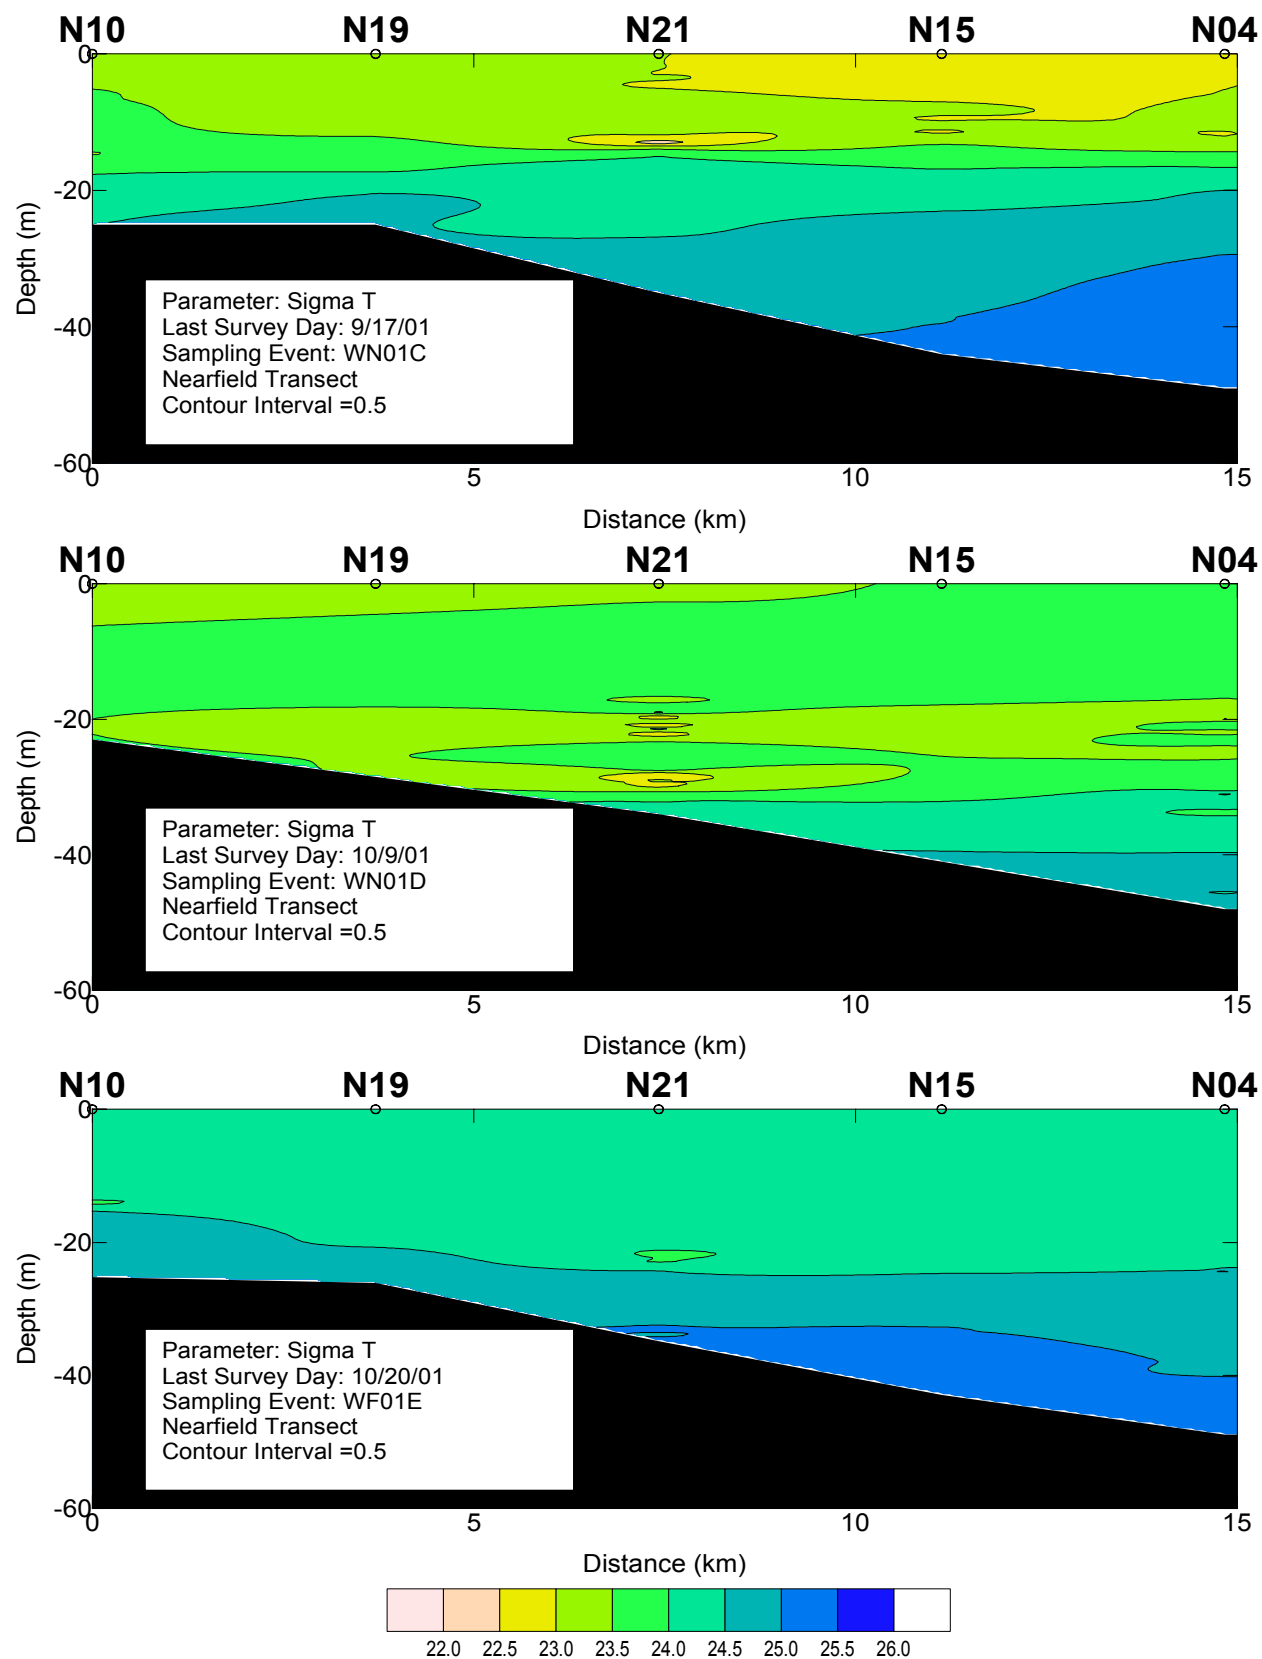 N10 N19 N21 N15 N04
0
-20
-40
-60
Depth (m)
Parameter: Sigma T
Last Survey Day: 9/17/01
Sampling Event: WN01C
Nearfield Transect
Contour Interval =0.5
0 5 10 15
Distance (km)
N10 N19 N21 N15 N04
0
-20
-40
-60
Depth (m)
Parameter: Sigma T
Last Survey Day: 10/9/01
Sampling Event: WN01D
Nearfield Transect
Contour Interval =0.5
0 5 10 15
Distance (km)
N10 N19 N21 N15 N04
0
-20
-40
-60
Depth (m)
Parameter: Sigma T
Last Survey Day: 10/20/01
Sampling Event: WF01E
Nearfield Transect
Contour Interval =0.5
0 5 10 15
Distance (km)
22.0 22.5 23.0 23.5 24.0 24.5 25.0 25.5 26.0